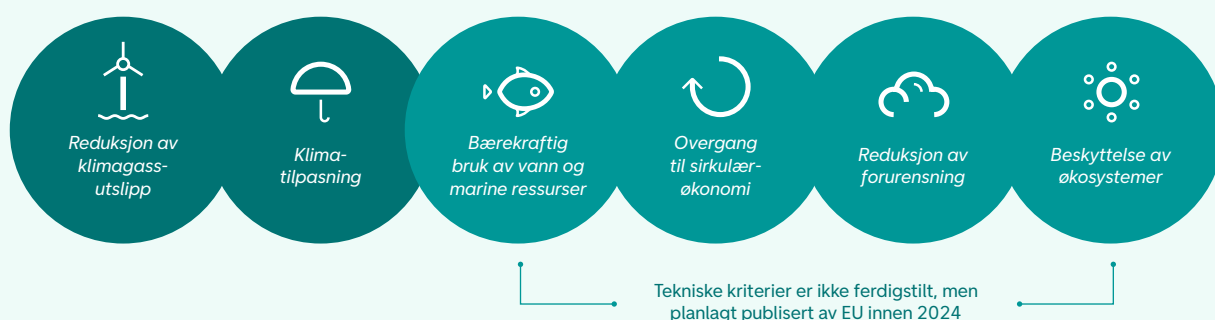 Reduksjon av
klimagass-
utslipp
Klima-
tilpasning
Bærekraftig
bruk av vann og
marine ressurser
Overgang
til sirkulær-
økonomi
Reduksjon av
forurensning
Beskyttelse av
økosystemer
Tekniske kriterier er ikke ferdigstilt, men
planlagt publisert av EU innen 2024